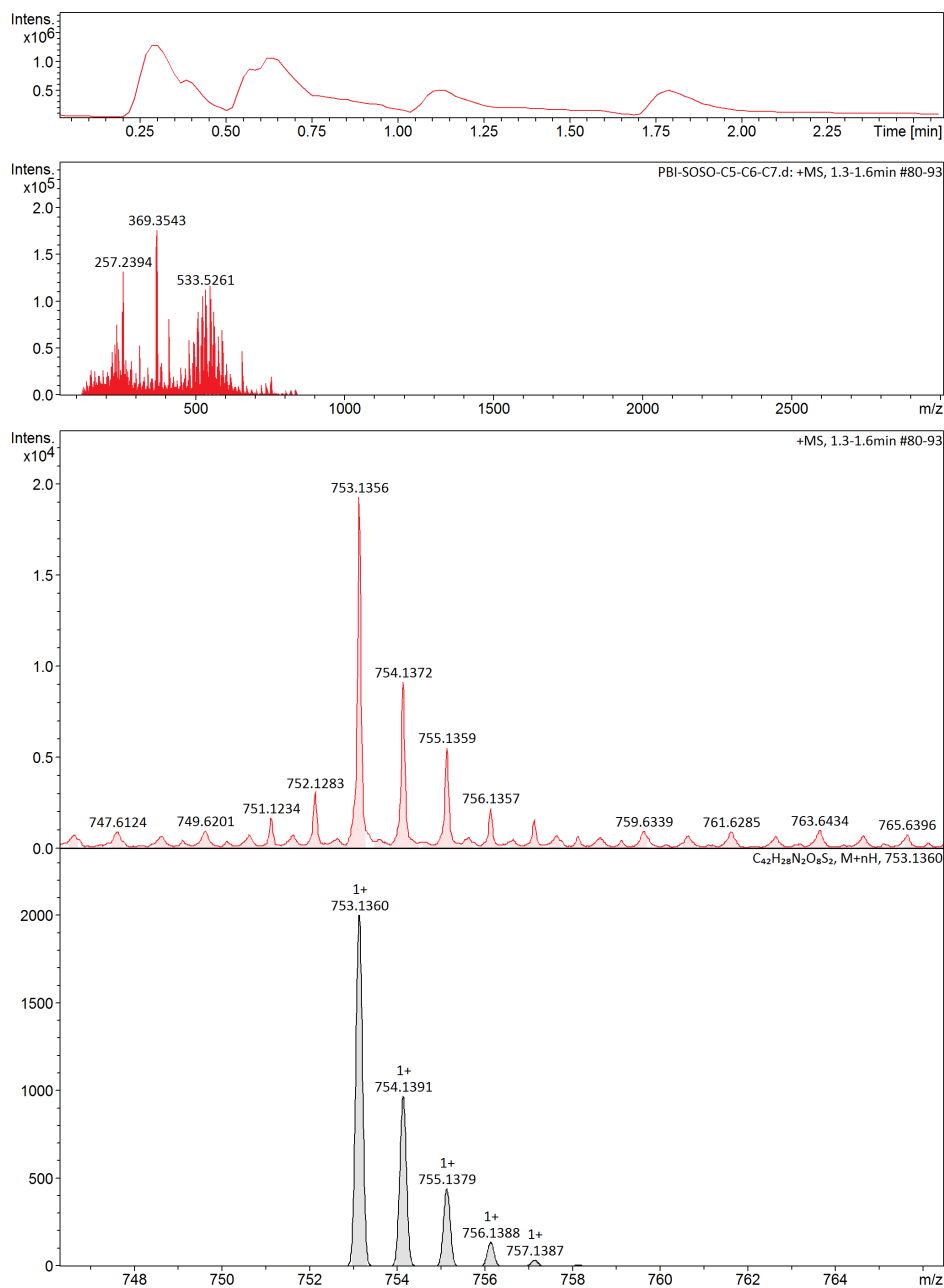 Intens.
x10⁶
1.0
0.5
0.25 0.50 0.75 1.00 1.25 1.50 1.75 2.00 2.25 Time [min]
Intens.
x10⁵
PBI-SOSO-C5-C6-C7.d: +MS, 1.3-1.6min #80-93
2.0
369.3543
1.5
257.2394
533.5261
1.0
0.5
0.0
500 1000 1500 2000 2500 m/z
Intens.
x10⁴
+MS, 1.3-1.6min #80-93
2.0
753.1356
1.5
1.0
754.1372
755.1359
0.5
752.1283
756.1357
751.1234
747.6124 749.6201 759.6339 761.6285 763.6434 765.6396
0.0
C₄₂H₂₈N₂O₈S₂, M+nH, 753.1360
1+
753.1360
2000
1500
1+
754.1391
1000
1+
755.1379
500
1+
756.1388
1+
757.1387
0
748 750 752 754 756 758 760 762 764 m/z